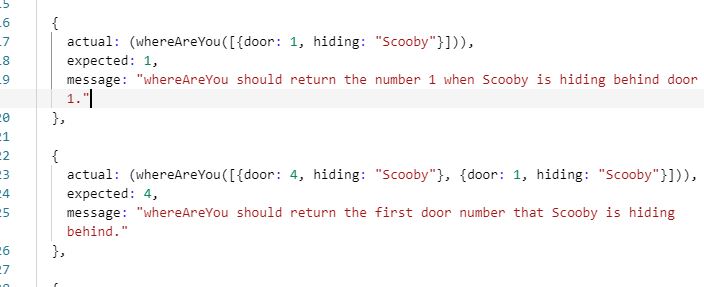 15
16 {
17 actual: (whereAreYou([{door: 1, hiding: "Scooby"}])),
18 expected: 1,
19 message: "whereAreYou should return the number 1 when Scooby is hiding behind door
1."
20 },
21
22 {
23 actual: (whereAreYou([{door: 4, hiding: "Scooby"}, {door: 1, hiding: "Scooby"}])),
24 expected: 4,
25 message: "whereAreYou should return the first door number that Scooby is hiding
behind."
26 },
27
28 {